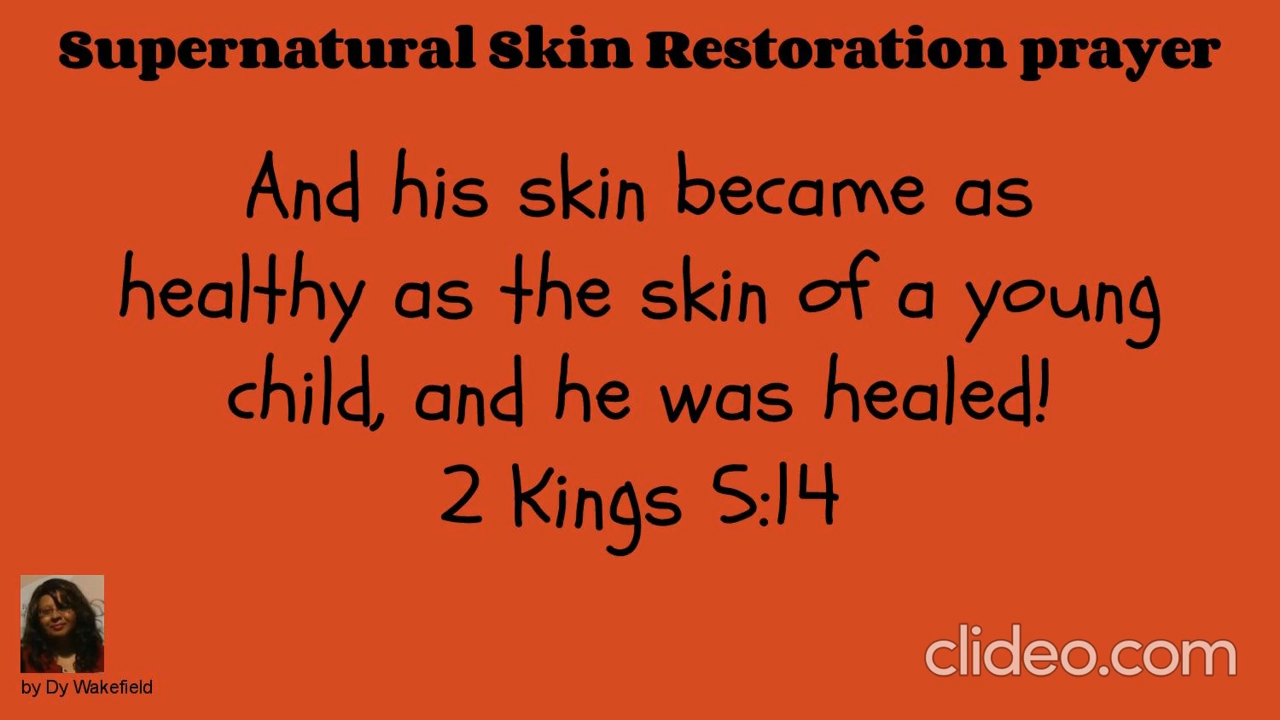 Supernatural Skin Restoration prayer
And his skin became as
healthy as the skin of a young
child, and he was healed!
2 Kings 5:14
by Dy Wakefield
clideo.com